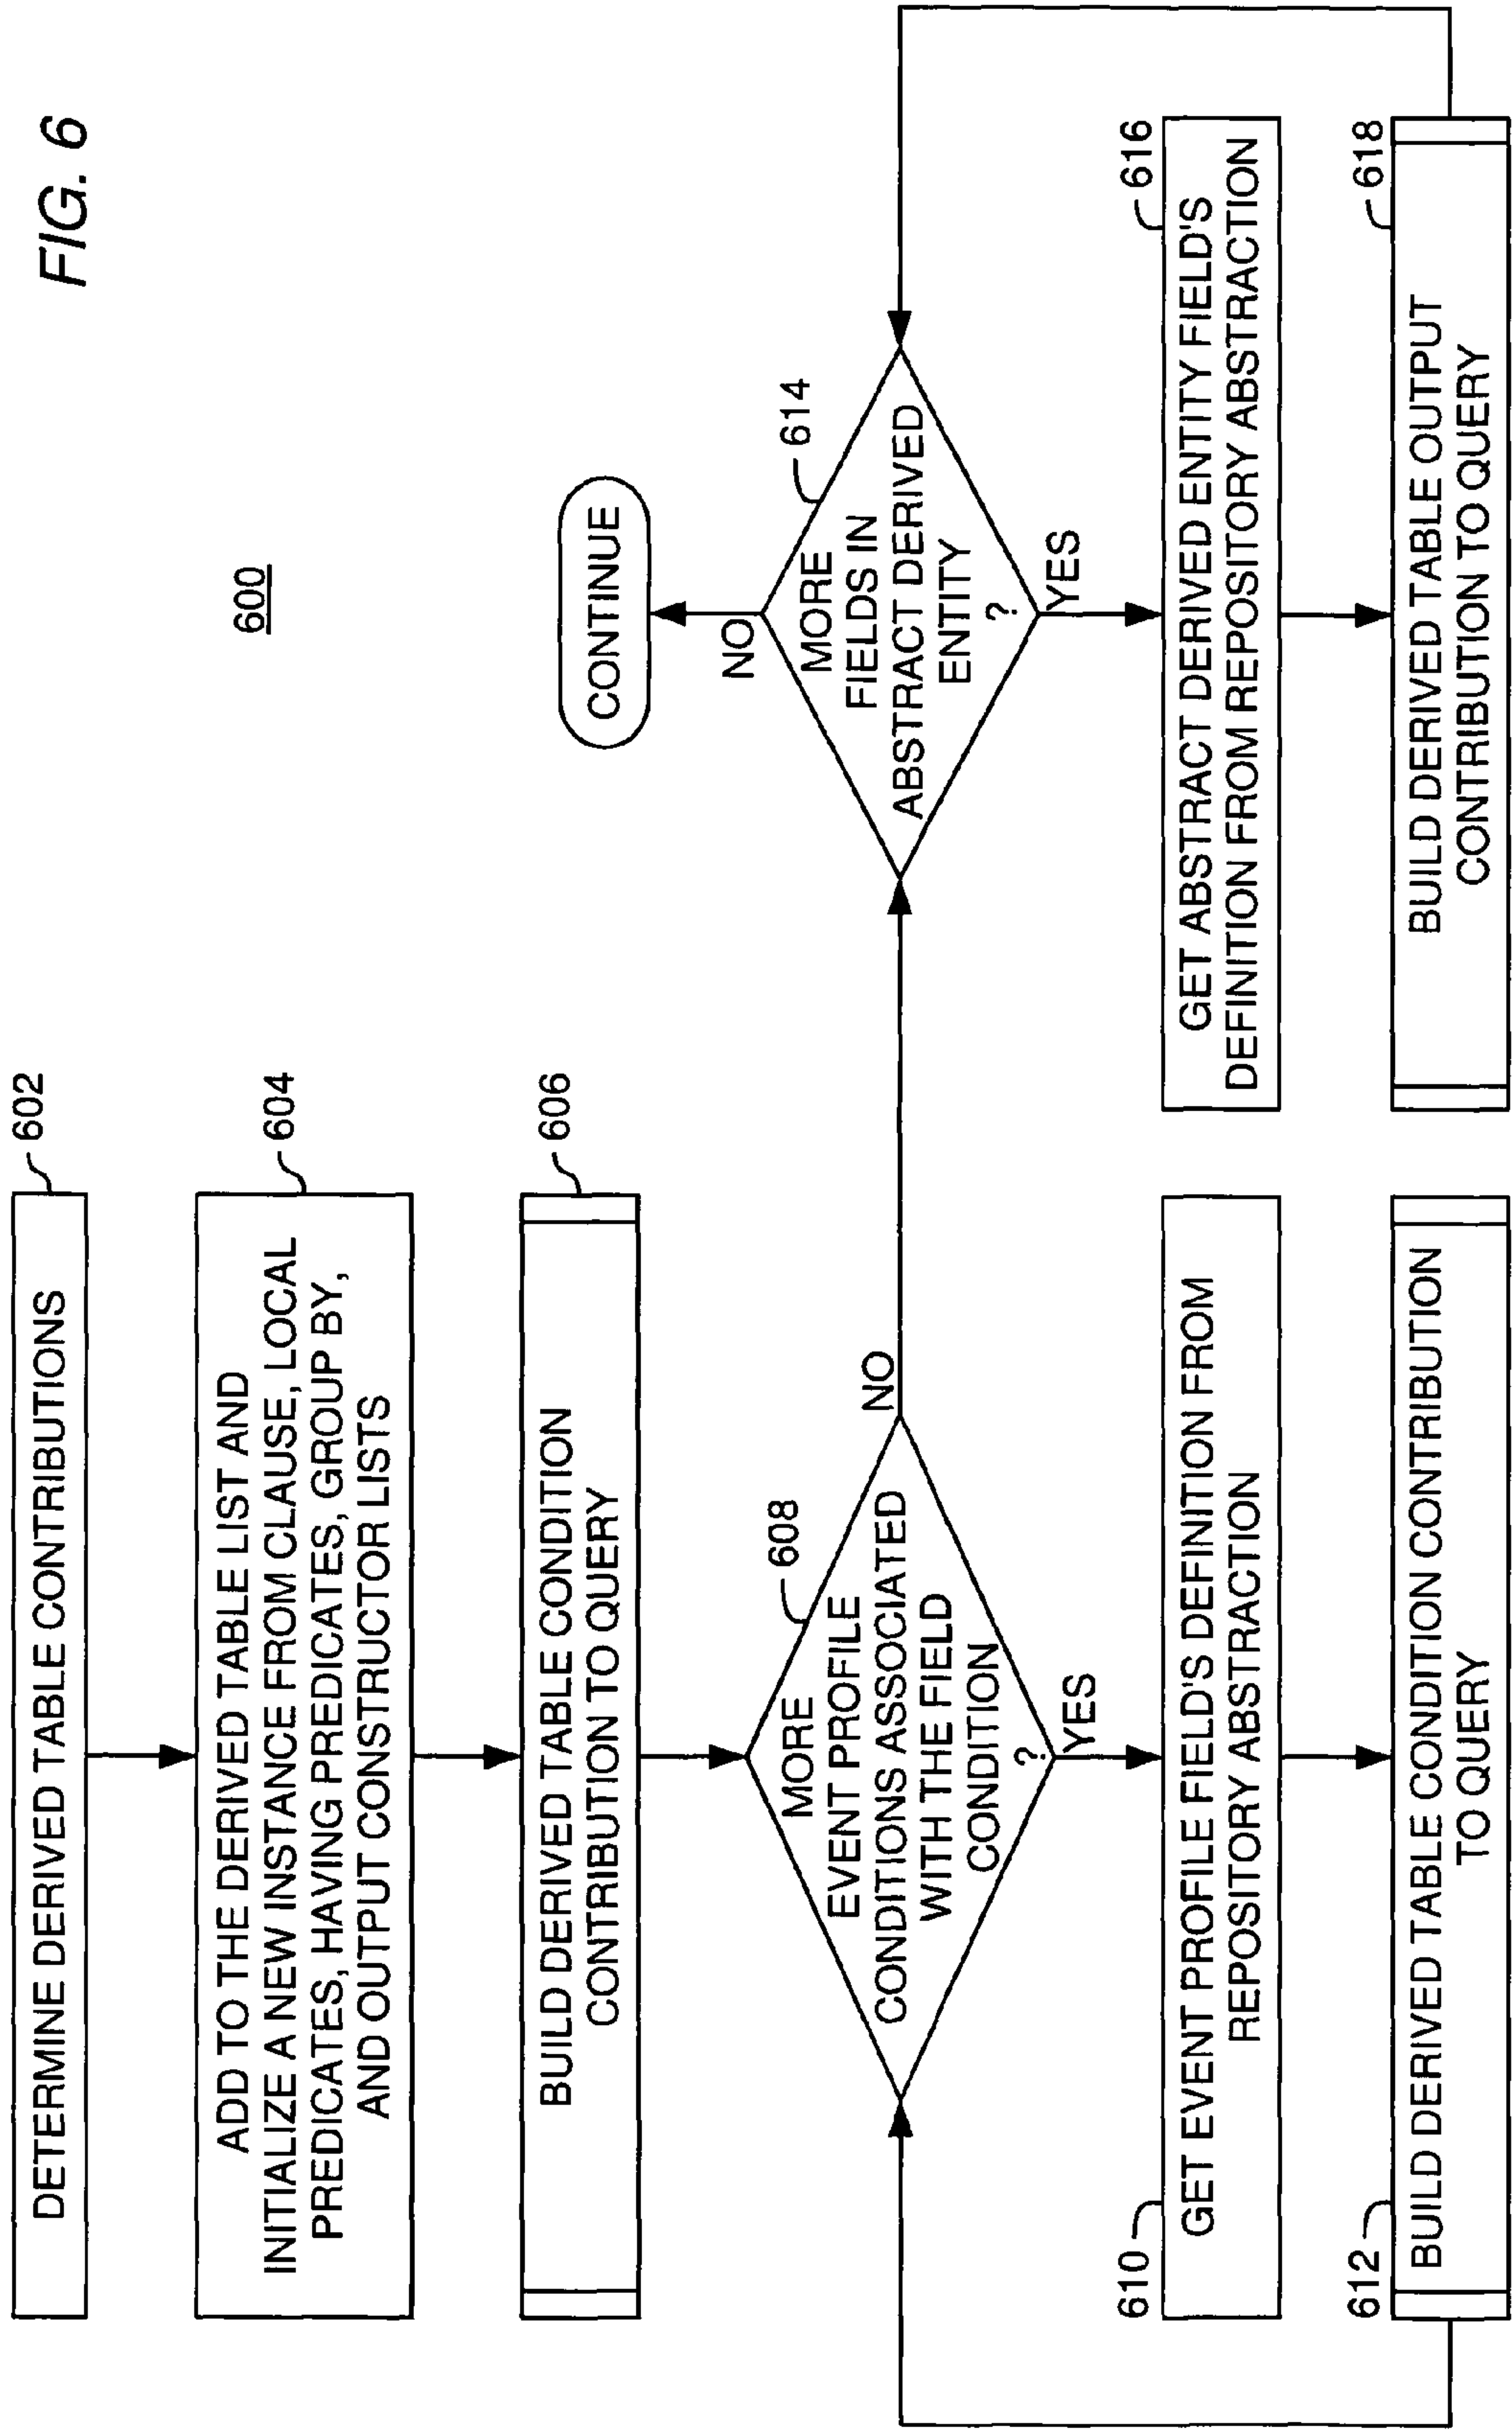 FIG. 6
600
602
DETERMINE DERIVED TABLE CONTRIBUTIONS
604
ADD TO THE DERIVED TABLE LIST AND
INITIALIZE A NEW INSTANCE FROM CLAUSE, LOCAL
PREDICATES, HAVING PREDICATES, GROUP BY,
AND OUTPUT CONSTRUCTOR LISTS
606
BUILD DERIVED TABLE CONDITION
CONTRIBUTION TO QUERY
608
MORE
EVENT PROFILE
CONDITIONS ASSOCIATED
WITH THE FIELD
CONDITION
?
NO
YES
610
GET EVENT PROFILE FIELD'S DEFINITION FROM
REPOSITORY ABSTRACTION
612
BUILD DERIVED TABLE CONDITION CONTRIBUTION
TO QUERY
CONTINUE
NO
614
MORE
FIELDS IN
ABSTRACT DERIVED
ENTITY
?
YES
616
GET ABSTRACT DERIVED ENTITY FIELD'S
DEFINITION FROM REPOSITORY ABSTRACTION
618
BUILD DERIVED TABLE OUTPUT
CONTRIBUTION TO QUERY